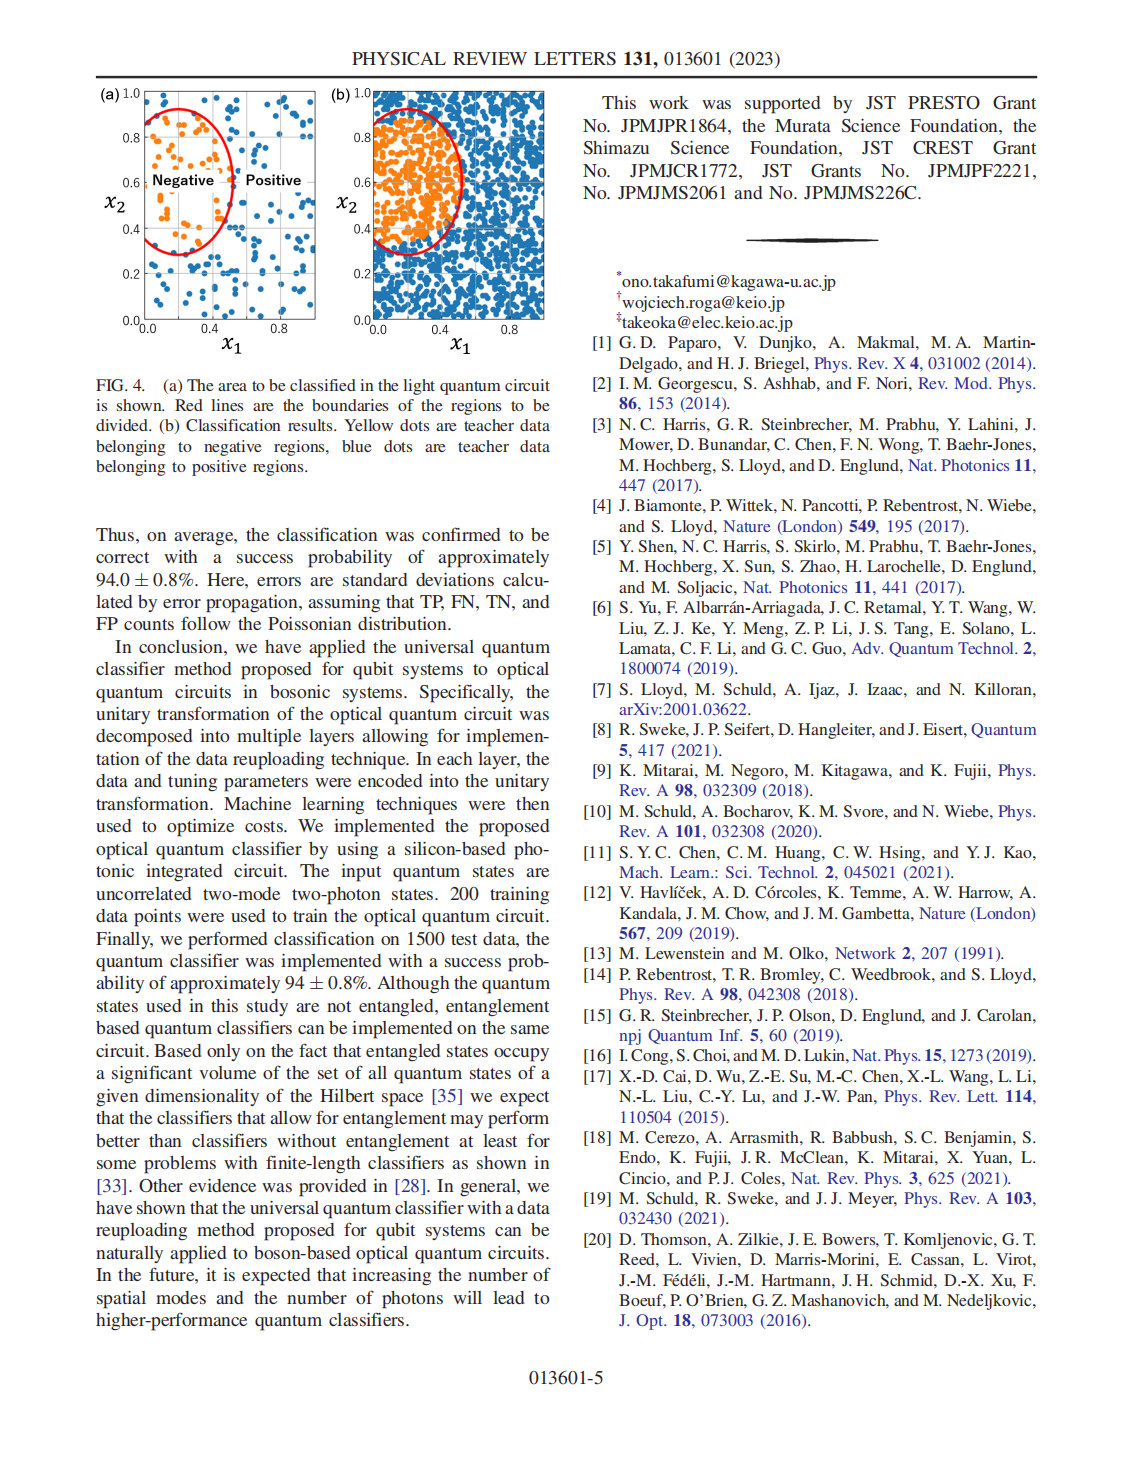 PHYSICAL REVIEW LETTERS 131, 013601 (2023)
(a) 1.0
0.8
0.6
0.4
0.2
0.0
x2
Negative
Positive
0.0 0.4 0.8
x1
(b) 1.0
0.8
0.6
0.4
0.2
0.0
x2
0.0 0.4 0.8
x1
FIG. 4. (a) The area to be classified in the light quantum circuit
is shown. Red lines are the boundaries of the regions to be
divided. (b) Classification results. Yellow dots are teacher data
belonging to negative regions, blue dots are teacher data
belonging to positive regions.
Thus, on average, the classification was confirmed to be
correct with a success probability of approximately
94.0 ± 0.8%. Here, errors are standard deviations calcu-
lated by error propagation, assuming that TP, FN, TN, and
FP counts follow the Poissonian distribution.
In conclusion, we have applied the universal quantum
classifier method proposed for qubit systems to optical
quantum circuits in bosonic systems. Specifically, the
unitary transformation of the optical quantum circuit was
decomposed into multiple layers allowing for implemen-
tation of the data reuploading technique. In each layer, the
data and tuning parameters were encoded into the unitary
transformation. Machine learning techniques were then
used to optimize costs. We implemented the proposed
optical quantum classifier by using a silicon-based pho-
tonic integrated circuit. The input quantum states are
uncorrelated two-mode two-photon states. 200 training
data points were used to train the optical quantum circuit.
Finally, we performed classification on 1500 test data, the
quantum classifier was implemented with a success prob-
ability of approximately 94 ± 0.8%. Although the quantum
states used in this study are not entangled, entanglement
based quantum classifiers can be implemented on the same
circuit. Based only on the fact that entangled states occupy
a significant volume of the set of all quantum states of a
given dimensionality of the Hilbert space [35] we expect
that the classifiers that allow for entanglement may perform
better than classifiers without entanglement at least for
some problems with finite-length classifiers as shown in
[33]. Other evidence was provided in [28]. In general, we
have shown that the universal quantum classifier with a data
reuploading method proposed for qubit systems can be
naturally applied to boson-based optical quantum circuits.
In the future, it is expected that increasing the number of
spatial modes and the number of photons will lead to
higher-performance quantum classifiers.
This work was supported by JST PRESTO Grant
No. JPMJPR1864, the Murata Science Foundation, the
Shimazu Science Foundation, JST CREST Grant
No. JPMJCR1772, JST Grants No. JPMJPF2221,
No. JPMJMS2061 and No. JPMJMS226C.
*ono.takafumi@kagawa-u.ac.jp
†wojciech.roga@keio.jp
‡takeoka@elec.keio.ac.jp
[1] G. D. Paparo, V. Dunjko, A. Makmal, M. A. Martin-
Delgado, and H. J. Briegel, Phys. Rev. X 4, 031002 (2014).
[2] I. M. Georgescu, S. Ashhab, and F. Nori, Rev. Mod. Phys.
86, 153 (2014).
[3] N. C. Harris, G. R. Steinbrecher, M. Prabhu, Y. Lahini, J.
Mower, D. Bunandar, C. Chen, F. N. Wong, T. Baehr-Jones,
M. Hochberg, S. Lloyd, and D. Englund, Nat. Photonics 11,
447 (2017).
[4] J. Biamonte, P. Wittek, N. Pancotti, P. Rebentrost, N. Wiebe,
and S. Lloyd, Nature (London) 549, 195 (2017).
[5] Y. Shen, N. C. Harris, S. Skirlo, M. Prabhu, T. Baehr-Jones,
M. Hochberg, X. Sun, S. Zhao, H. Larochelle, D. Englund,
and M. Soljacic, Nat. Photonics 11, 441 (2017).
[6] S. Yu, F. Albarrán-Arriagada, J. C. Retamal, Y. T. Wang, W.
Liu, Z. J. Ke, Y. Meng, Z. P. Li, J. S. Tang, E. Solano, L.
Lamata, C. F. Li, and G. C. Guo, Adv. Quantum Technol. 2,
1800074 (2019).
[7] S. Lloyd, M. Schuld, A. Ijaz, J. Izaac, and N. Killoran,
arXiv:2001.03622.
[8] R. Sweke, J. P. Seifert, D. Hangleiter, and J. Eisert, Quantum
5, 417 (2021).
[9] K. Mitarai, M. Negoro, M. Kitagawa, and K. Fujii, Phys.
Rev. A 98, 032309 (2018).
[10] M. Schuld, A. Bocharov, K. M. Svore, and N. Wiebe, Phys.
Rev. A 101, 032308 (2020).
[11] S. Y. C. Chen, C. M. Huang, C. W. Hsing, and Y. J. Kao,
Mach. Learn.: Sci. Technol. 2, 045021 (2021).
[12] V. Havlíček, A. D. Córcoles, K. Temme, A. W. Harrow, A.
Kandala, J. M. Chow, and J. M. Gambetta, Nature (London)
567, 209 (2019).
[13] M. Lewenstein and M. Olko, Network 2, 207 (1991).
[14] P. Rebentrost, T. R. Bromley, C. Weedbrook, and S. Lloyd,
Phys. Rev. A 98, 042308 (2018).
[15] G. R. Steinbrecher, J. P. Olson, D. Englund, and J. Carolan,
npj Quantum Inf. 5, 60 (2019).
[16] I. Cong, S. Choi, and M. D. Lukin, Nat. Phys. 15, 1273 (2019).
[17] X.-D. Cai, D. Wu, Z.-E. Su, M.-C. Chen, X.-L. Wang, L. Li,
N.-L. Liu, C.-Y. Lu, and J.-W. Pan, Phys. Rev. Lett. 114,
110504 (2015).
[18] M. Cerezo, A. Arrasmith, R. Babbush, S. C. Benjamin, S.
Endo, K. Fujii, J. R. McClean, K. Mitarai, X. Yuan, L.
Cincio, and P. J. Coles, Nat. Rev. Phys. 3, 625 (2021).
[19] M. Schuld, R. Sweke, and J. J. Meyer, Phys. Rev. A 103,
032430 (2021).
[20] D. Thomson, A. Zilkie, J. E. Bowers, T. Komljenovic, G. T.
Reed, L. Vivien, D. Marris-Morini, E. Cassan, L. Virot,
J.-M. Fédéli, J.-M. Hartmann, J. H. Schmid, D.-X. Xu, F.
Boeuf, P. O'Brien, G. Z. Mashanovich, and M. Nedeljkovic,
J. Opt. 18, 073003 (2016).
013601-5